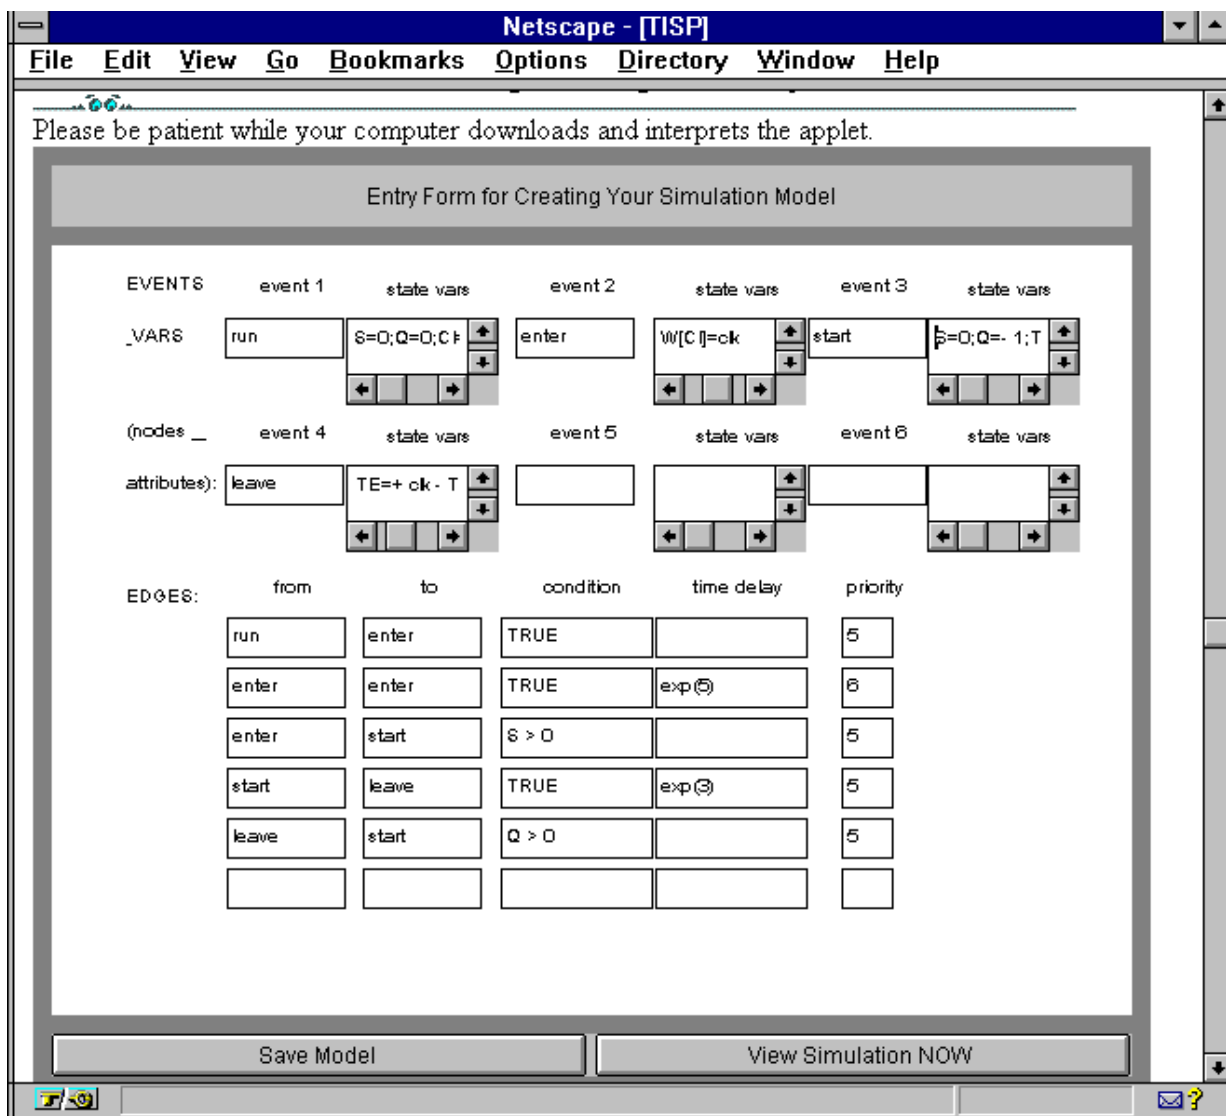 Netscape - [TISP]
File Edit View Go Bookmarks Options Directory Window Help
Please be patient while your computer downloads and interprets the applet.
Entry Form for Creating Your Simulation Model
EVENTS event 1 state vars event 2 state vars event 3 state vars
_VARS run S=0;Q=0;C enter W[C]=clk start S=0;Q=- 1;T
(nodes _ event 4 state vars event 5 state vars event 6 state vars
attributes): leave TE=+ clk - T
EDGES: from to condition time delay priority
run enter TRUE 5
enter enter TRUE exp(5) 6
enter start S > 0 5
start leave TRUE exp(3) 5
leave start Q > 0 5
Save Model View Simulation NOW